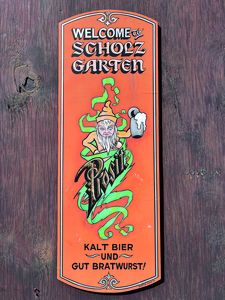 WELCOME TO
SCHOLZ
GARTEN
Prosit
KALT BIER
~UND~
GUT BRATWURST!